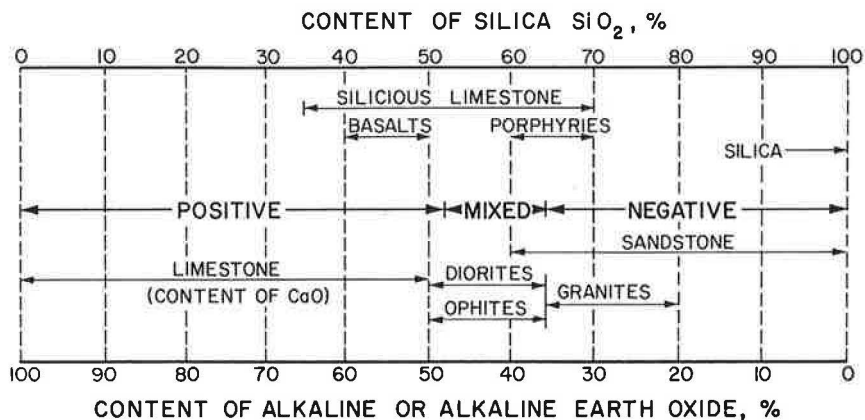 CONTENT OF SILICA SiO2, %
0 10 20 30 40 50 60 70 80 90 100
SILICIOUS LIMESTONE
BASALTS PORPHYRIES
SILICA
POSITIVE MIXED NEGATIVE
SANDSTONE
LIMESTONE DIORITES
(CONTENT OF CaO) GRANITES
OPHITES
100 90 80 70 60 50 40 30 20 10 0
CONTENT OF ALKALINE OR ALKALINE EARTH OXIDE, %